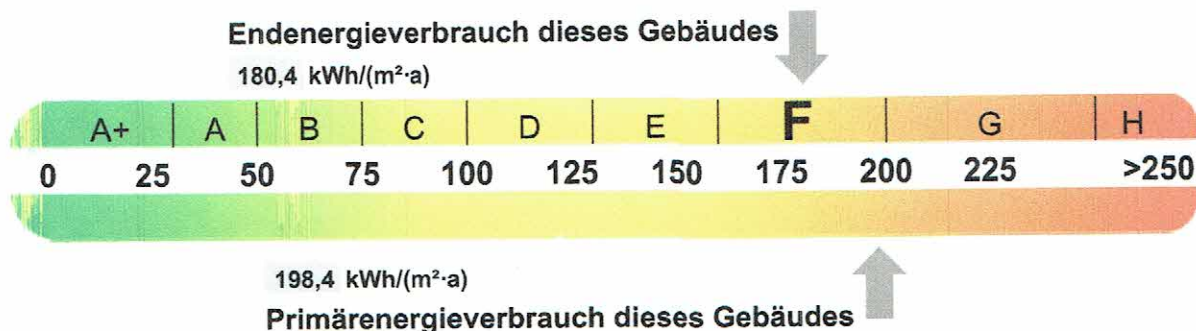 Endenergieverbrauch dieses Gebäudes
180,4 kWh/(m²·a)
A+ A B C D E F G H
0 25 50 75 100 125 150 175 200 225 >250
198,4 kWh/(m²·a)
Primärenergieverbrauch dieses Gebäudes